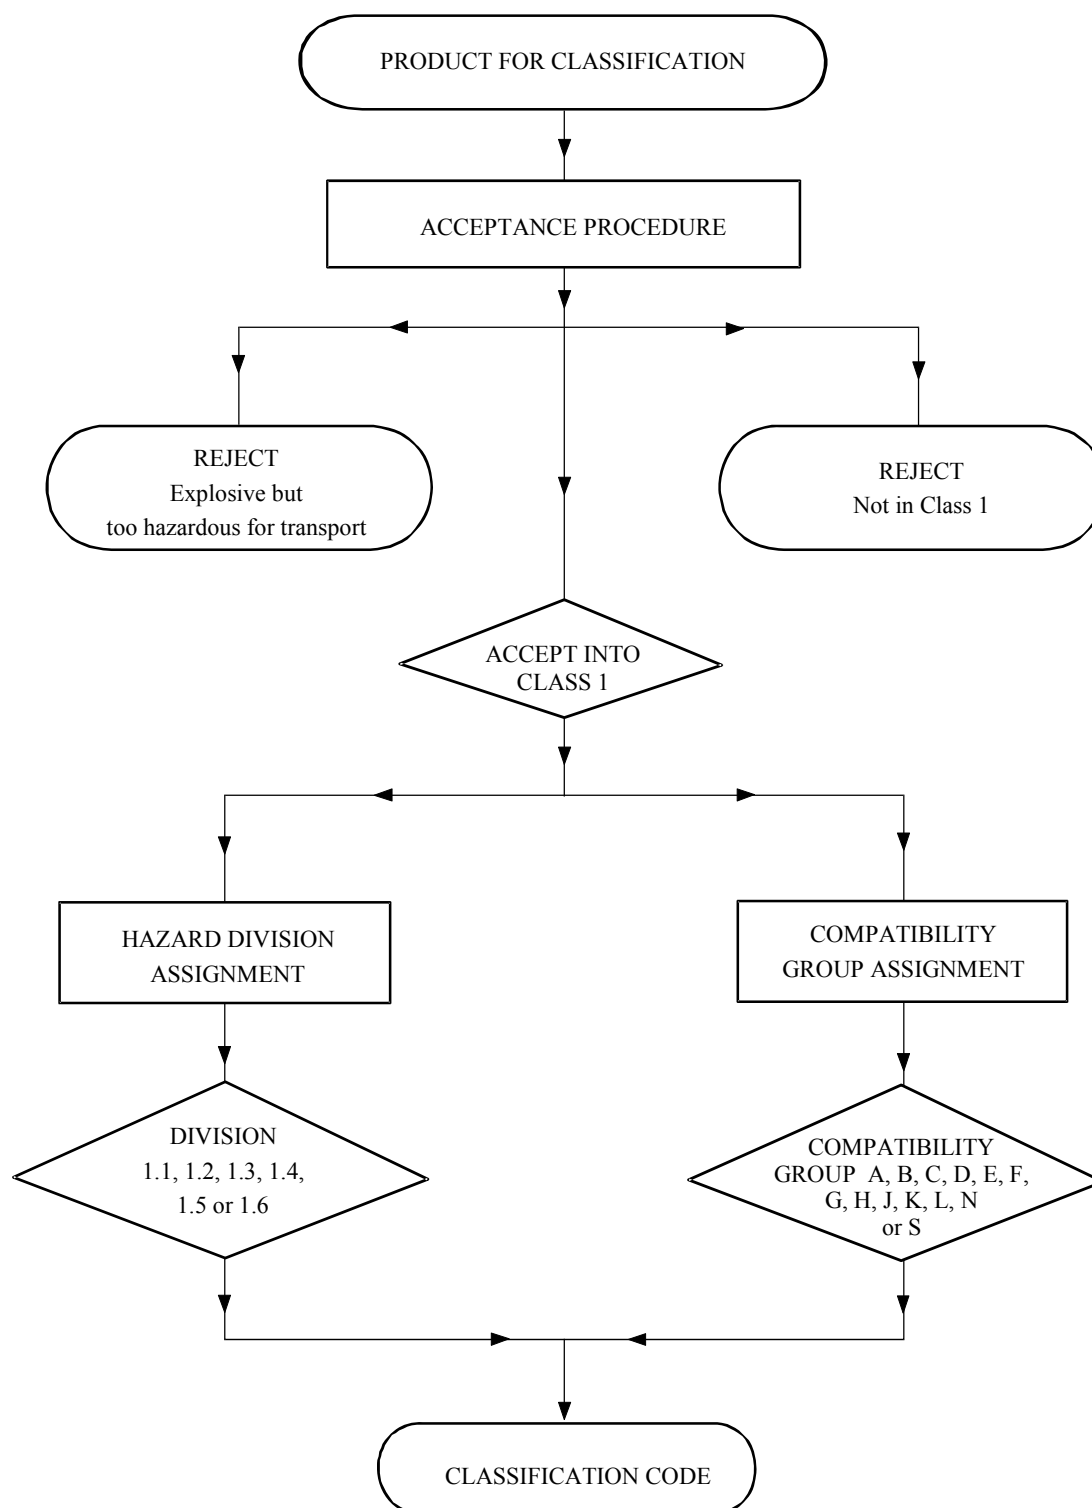 PRODUCT FOR CLASSIFICATION
ACCEPTANCE PROCEDURE
REJECT
Explosive but
too hazardous for transport
REJECT
Not in Class 1
ACCEPT INTO
CLASS 1
HAZARD DIVISION
ASSIGNMENT
COMPATIBILITY
GROUP ASSIGNMENT
DIVISION
1.1, 1.2, 1.3, 1.4,
1.5 or 1.6
COMPATIBILITY
GROUP A, B, C, D, E, F,
G, H, J, K, L, N
or S
CLASSIFICATION CODE